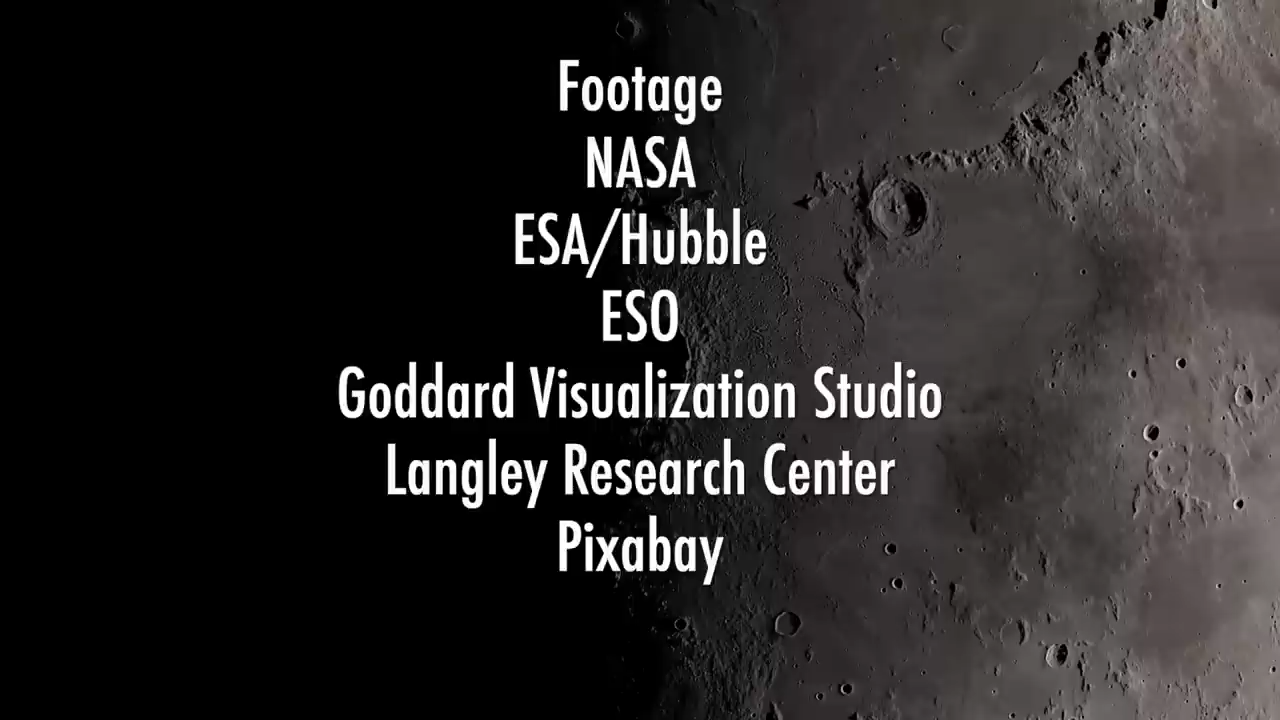 Footage
NASA
ESA/Hubble
ESO
Goddard Visualization Studio
Langley Research Center
Pixabay